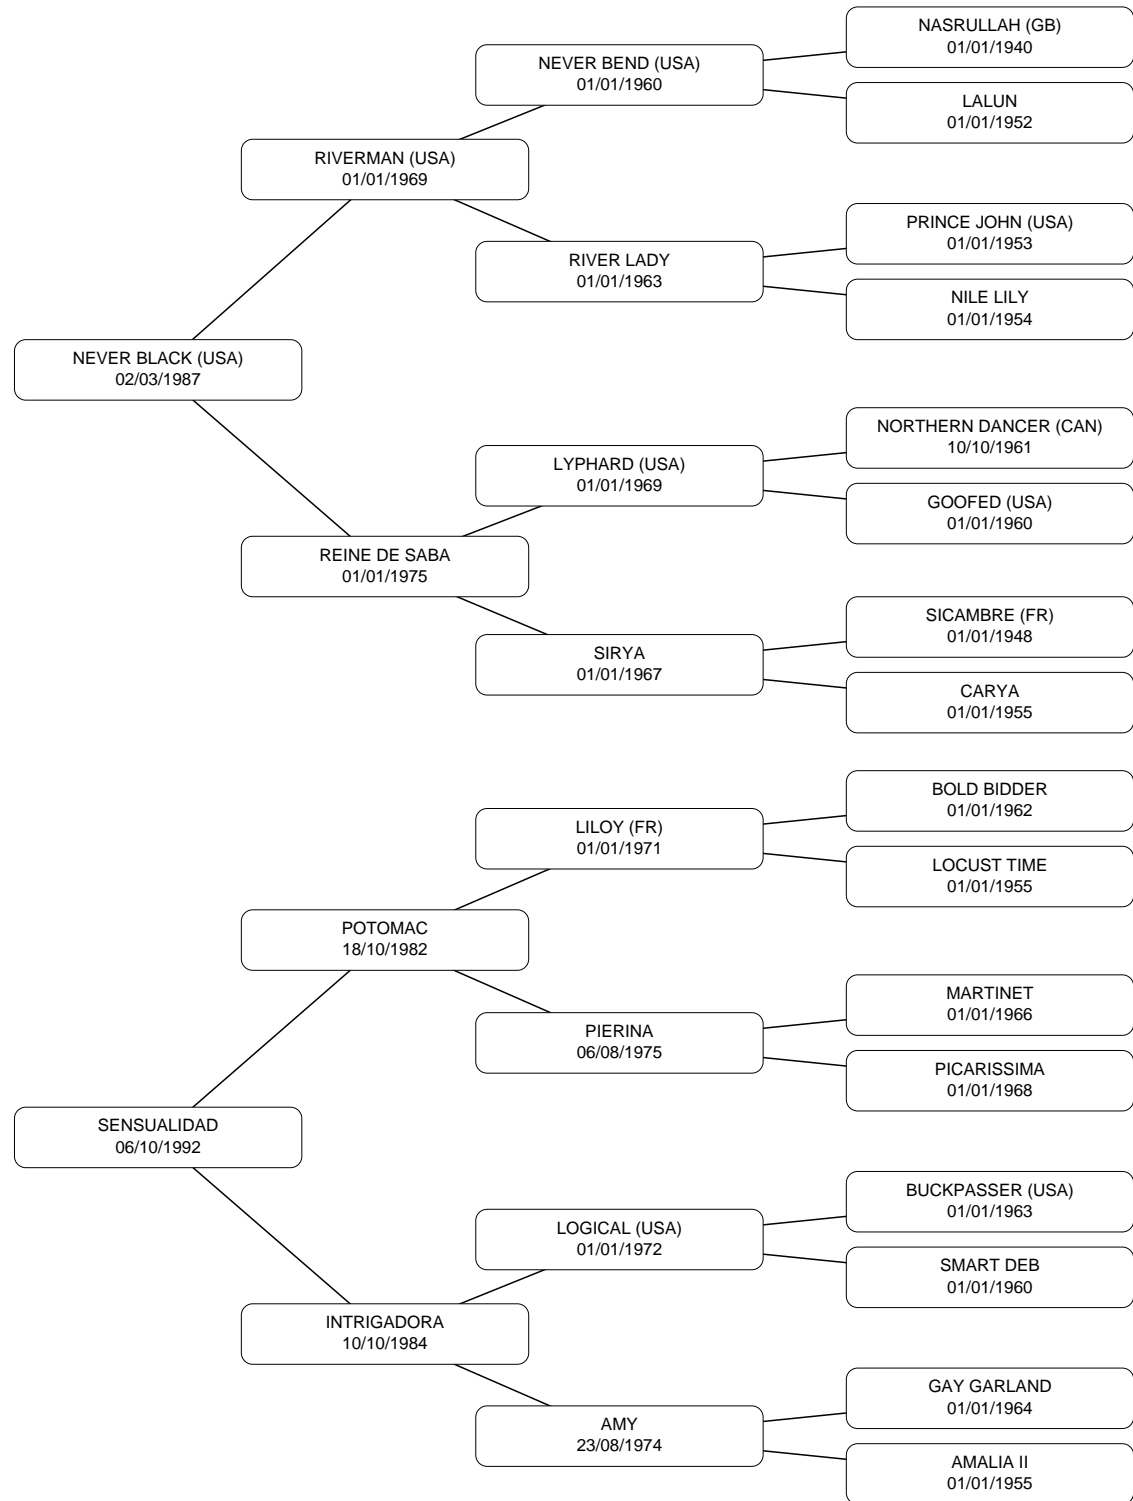 NASRULLAH (GB)
01/01/1940
NEVER BEND (USA)
01/01/1960
LALUN
01/01/1952
RIVERMAN (USA)
01/01/1969
PRINCE JOHN (USA)
01/01/1953
RIVER LADY
01/01/1963
NILE LILY
01/01/1954
NEVER BLACK (USA)
02/03/1987
NORTHERN DANCER (CAN)
10/10/1961
LYPHARD (USA)
01/01/1969
GOOFED (USA)
01/01/1960
REINE DE SABA
01/01/1975
SICAMBRE (FR)
01/01/1948
SIRYA
01/01/1967
CARYA
01/01/1955
BOLD BIDDER
01/01/1962
LILOY (FR)
01/01/1971
LOCUST TIME
01/01/1955
POTOMAC
18/10/1982
MARTINET
01/01/1966
PIERINA
06/08/1975
PICARISSIMA
01/01/1968
SENSUALIDAD
06/10/1992
BUCKPASSER (USA)
01/01/1963
LOGICAL (USA)
01/01/1972
SMART DEB
01/01/1960
INTRIGADORA
10/10/1984
GAY GARLAND
01/01/1964
AMY
23/08/1974
AMALIA II
01/01/1955